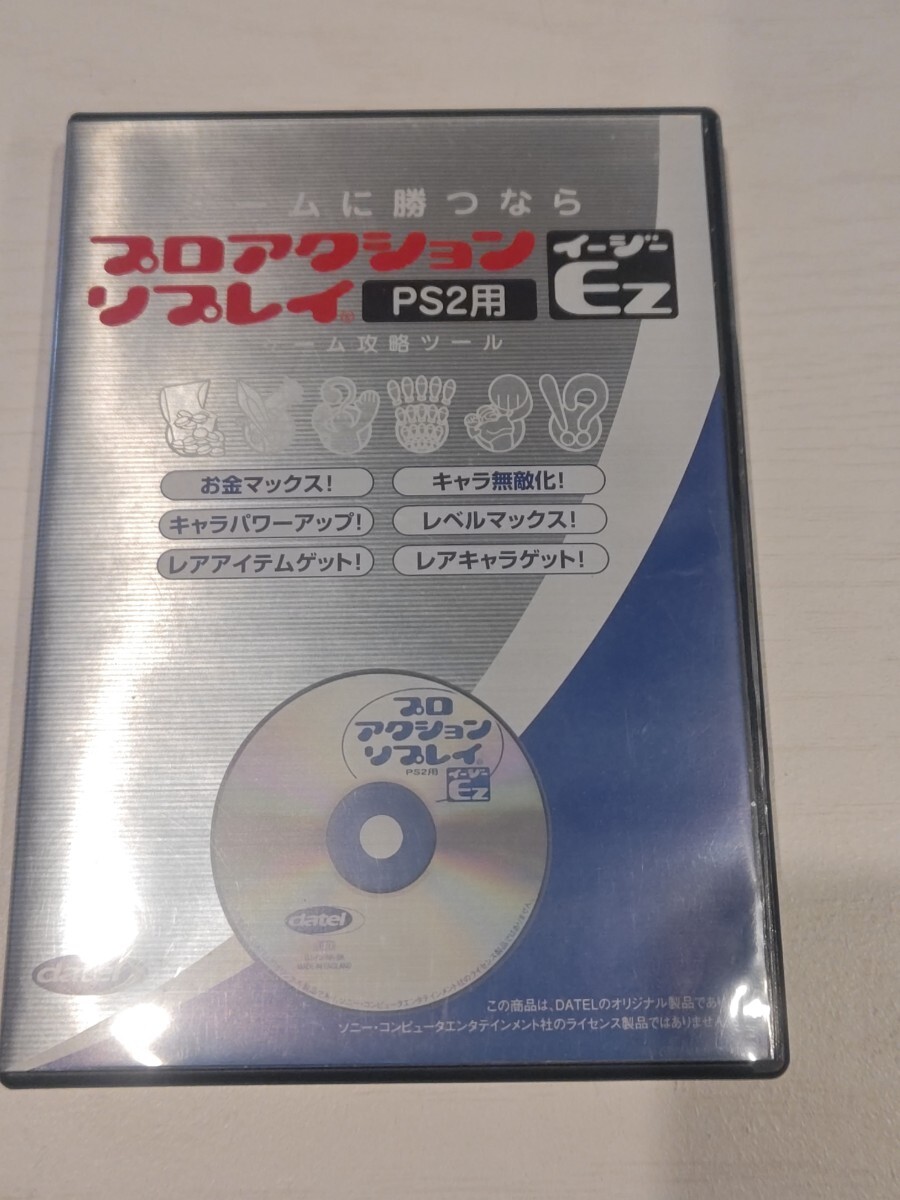 ームに勝つなら
プロアクション
リプレイ® PS2用
イージー
Ez
ーム攻略ツール
お金マックス!
キャラ無敵化!
キャラパワーアップ!
レベルマックス!
レアアイテムゲット!
レアキャラゲット!
プロ
アクション
リプレイ®
PS2用
イージー
Ez
datel
MADE IN ENGLAND
datel
この商品は、DATELのオリジナル製品であり
ソニー・コンピュータエンタテインメント社のライセンス製品ではありません